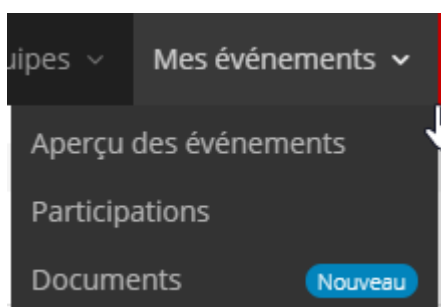 uipes Mes événements
Aperçu des événements
Participations
Documents Nouveau